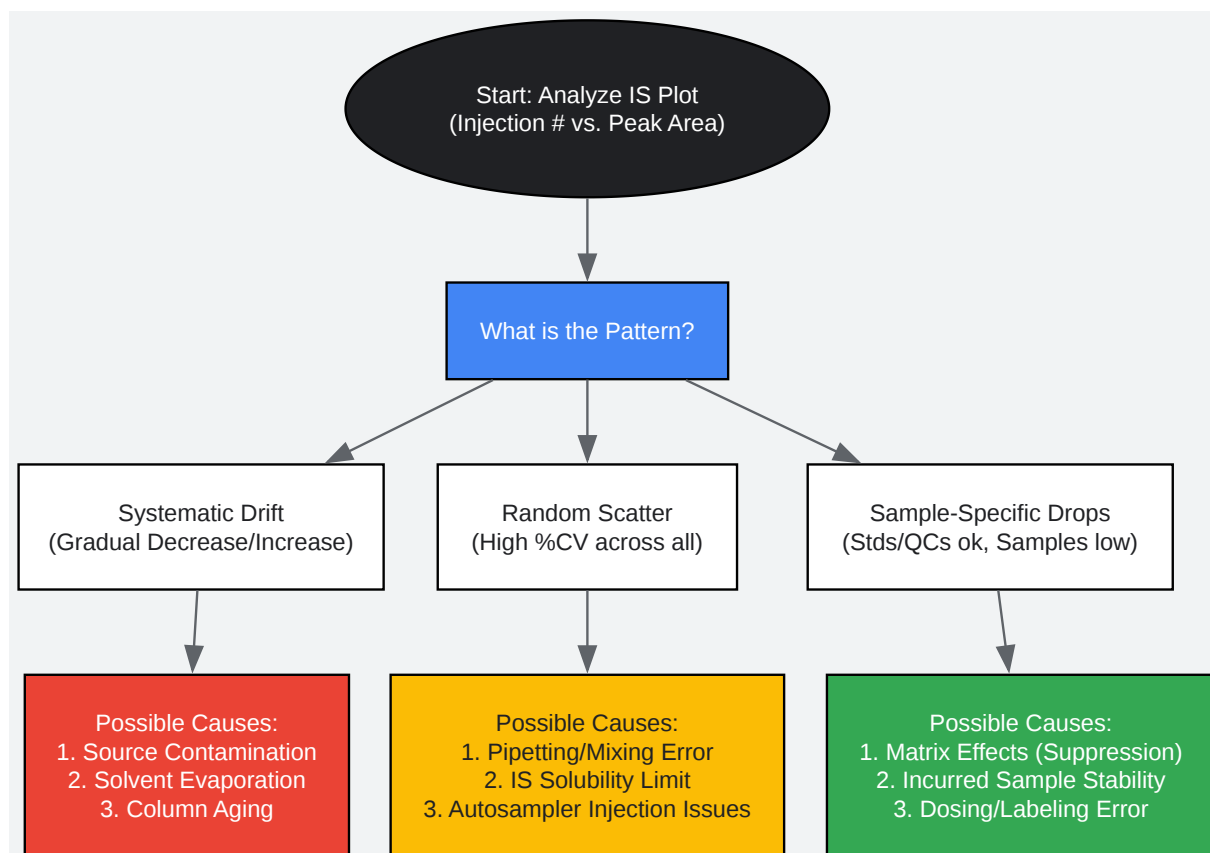 Start: Analyze IS Plot
(Injection # vs. Peak Area)
What is the Pattern?
Systematic Drift
(Gradual Decrease/Increase)
Random Scatter
(High %CV across all)
Sample-Specific Drops
(Stds/QCs ok, Samples low)
Possible Causes:
1. Source Contamination
2. Solvent Evaporation
3. Column Aging
Possible Causes:
1. Pipetting/Mixing Error
2. IS Solubility Limit
3. Autosampler Injection Issues
Possible Causes:
1. Matrix Effects (Suppression)
2. Incurred Sample Stability
3. Dosing/Labeling Error